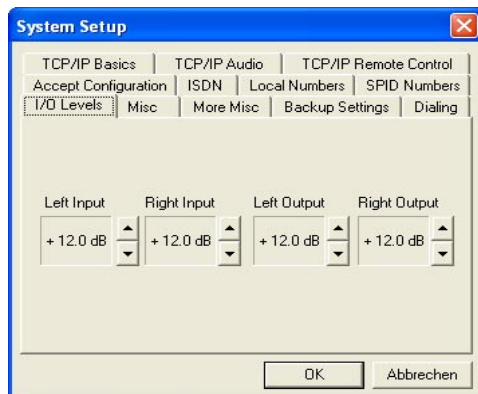 System Setup
TCP/IP Basics TCP/IP Audio TCP/IP Remote Control
Accept Configuration ISDN Local Numbers SPID Numbers
I/O Levels Misc More Misc Backup Settings Dialing
Left Input Right Input Left Output Right Output
+ 12.0 dB + 12.0 dB + 12.0 dB + 12.0 dB
OK Abbrechen